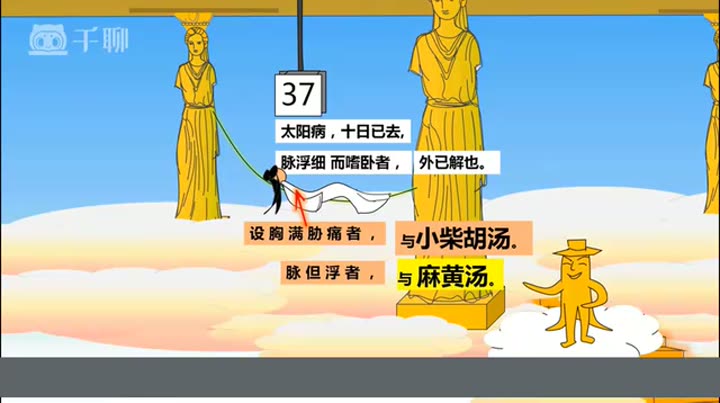 千聊
37
太阳病，十日已去,
脉浮细 而嗜卧者， 外已解也。
设胸满胁痛者， 与小柴胡汤。
脉但浮者， 与 麻黄汤。